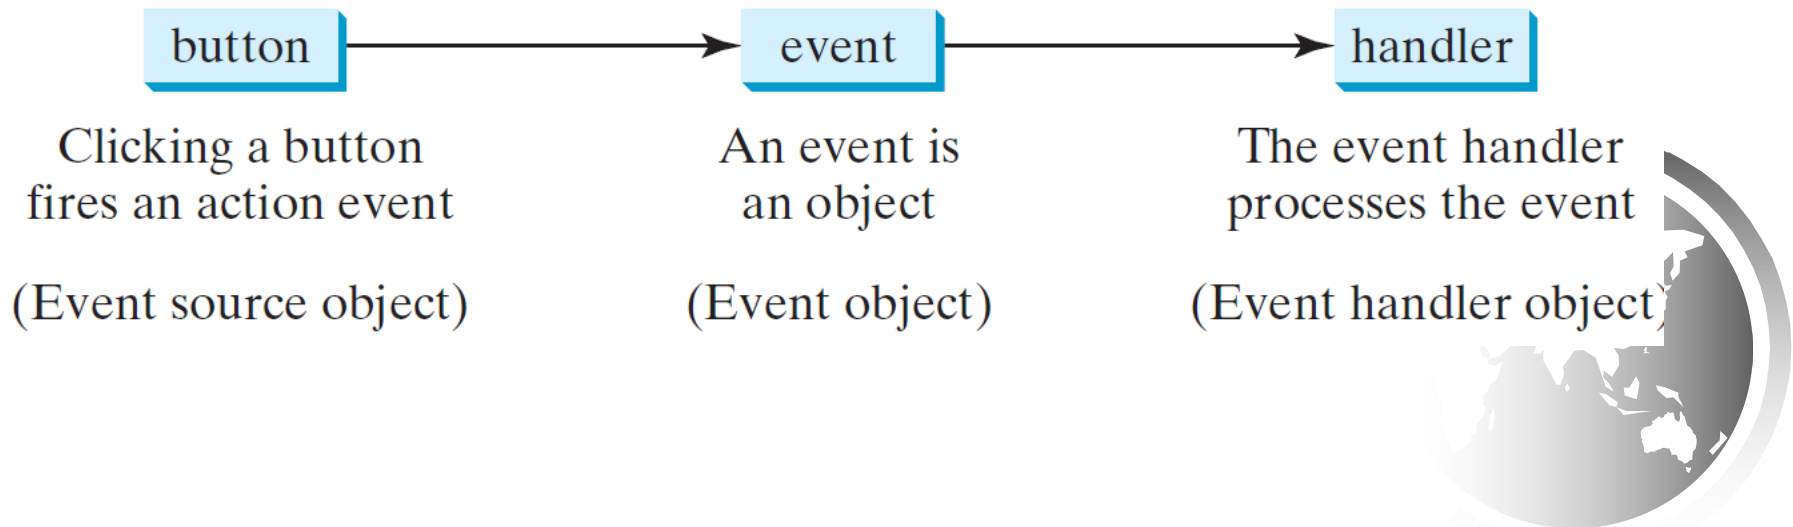 button
event
handler
Clicking a button
fires an action event
(Event source object)
An event is
an object
(Event object)
The event handler
processes the event
(Event handler object)